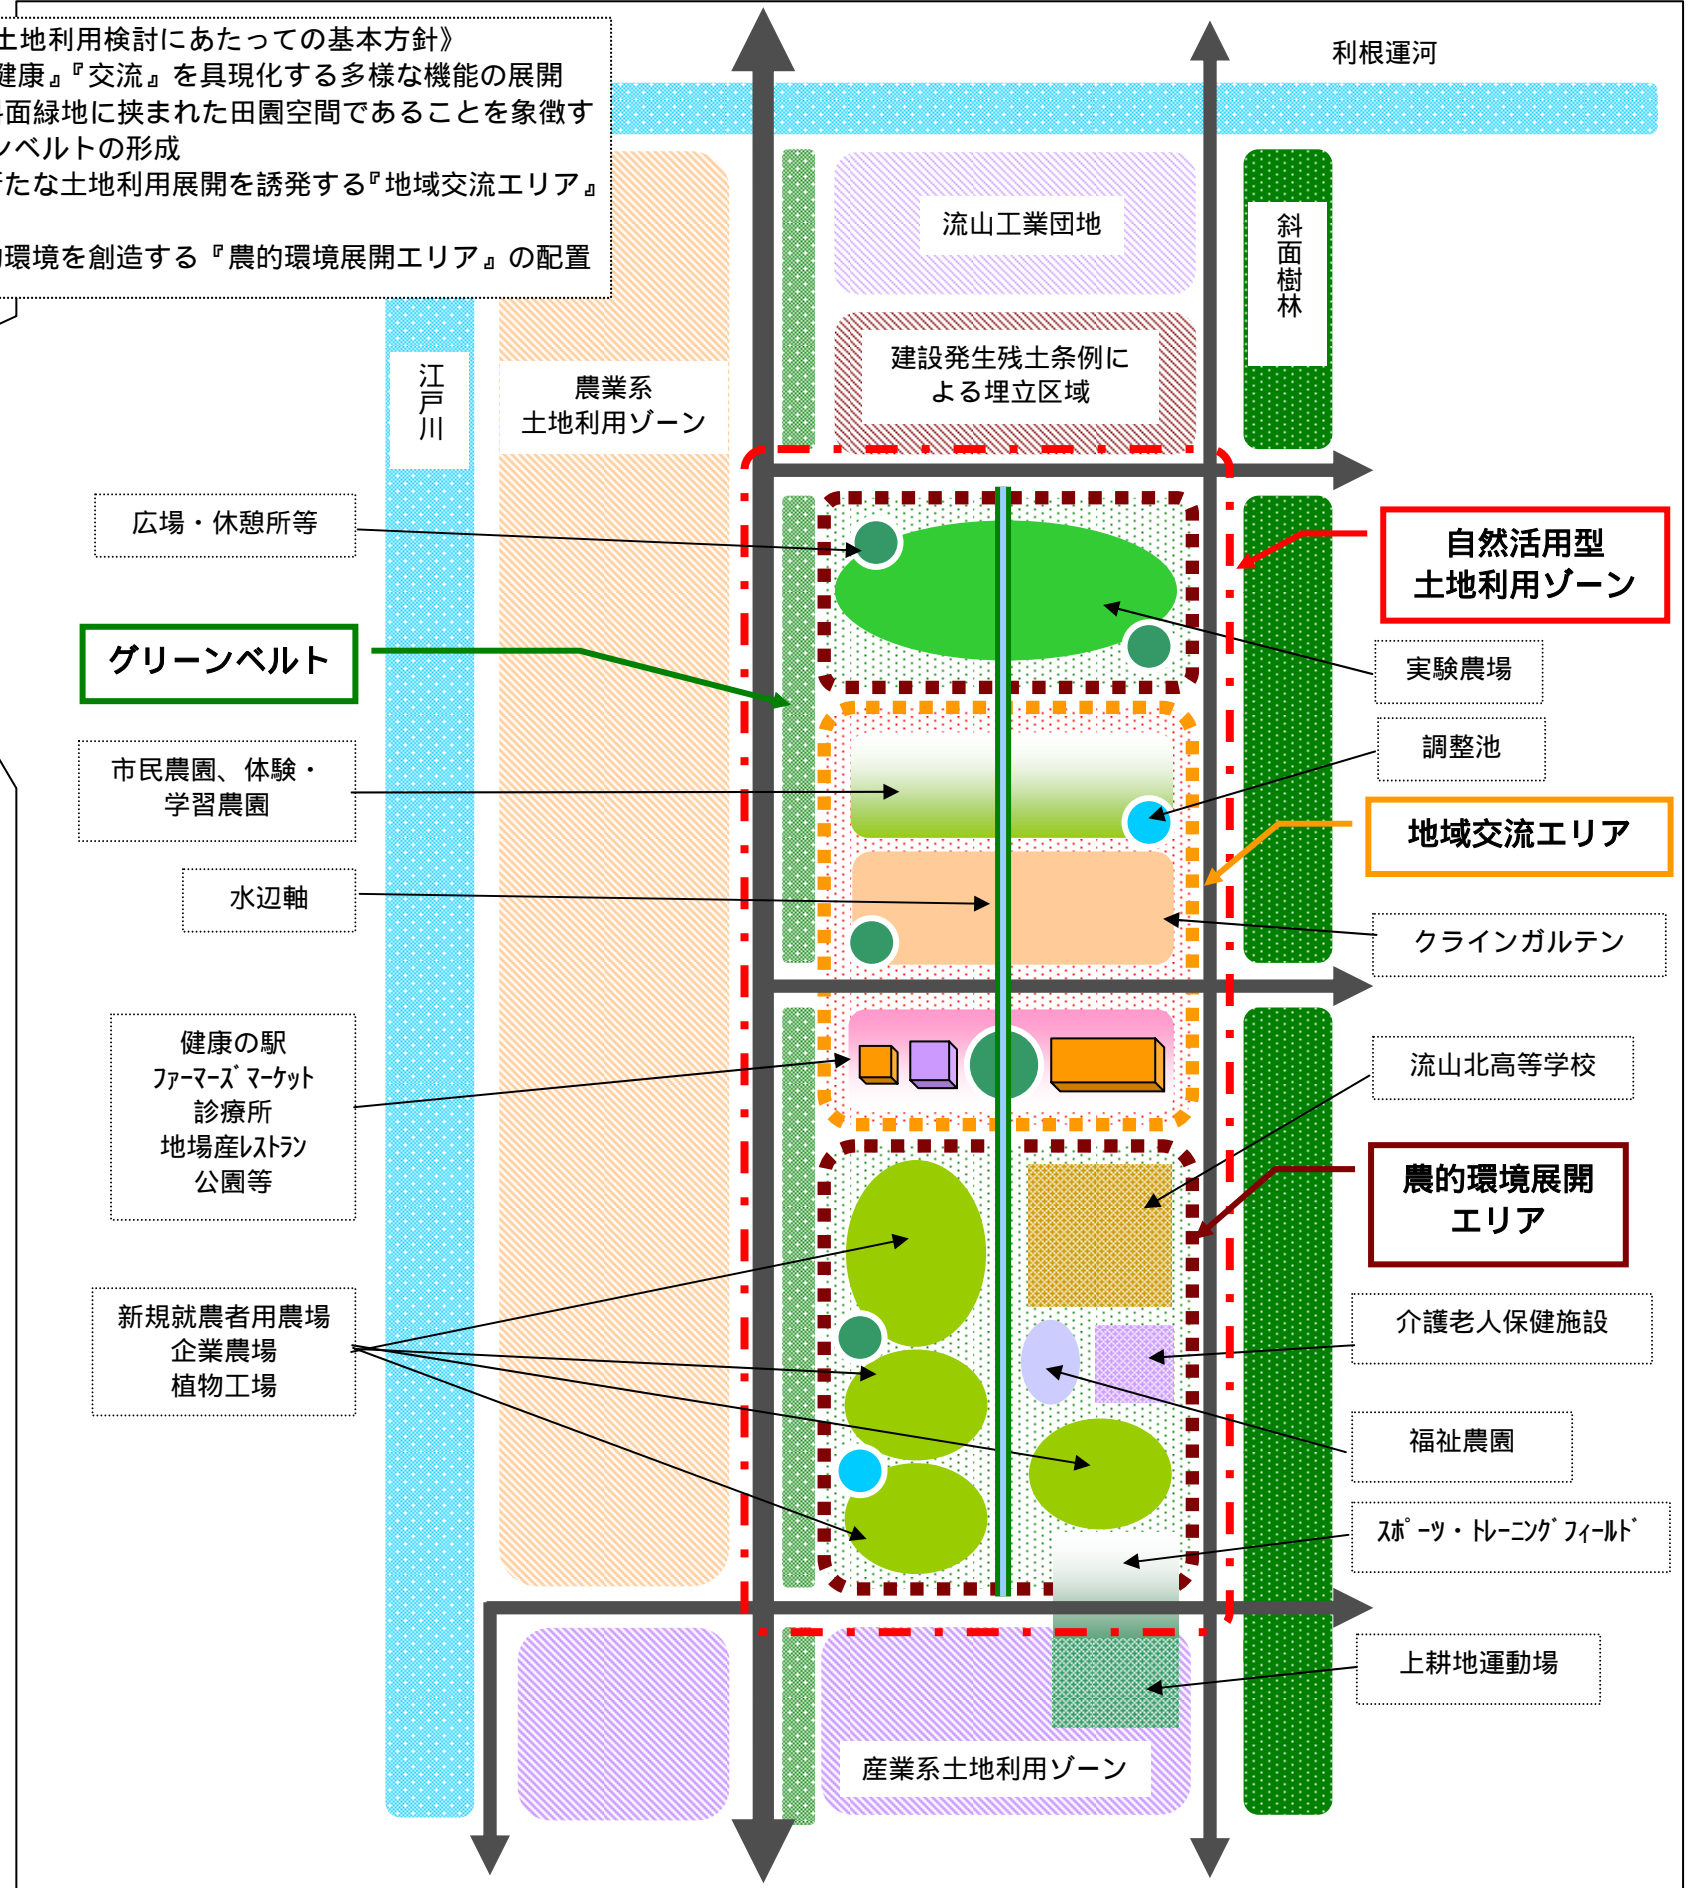 土地利用検討にあたっての基本方針》
健康』『交流』を具現化する多様な機能の展開
斜面緑地に挟まれた田園空間であることを象徴す
ンベルトの形成
新たな土地利用展開を誘発する『地域交流エリア』
的環境を創造する『農的環境展開エリア』の配置
利根運河
流山工業団地
斜面樹林
建設発生残土条例に
よる埋立区域
江戸川
農業系
土地利用ゾーン
広場・休憩所等
自然活用型
土地利用ゾーン
グリーンベルト
実験農場
調整池
市民農園、体験・
学習農園
地域交流エリア
水辺軸
クラインガルテン
健康の駅
ﾌｧｰﾏｰｽﾞﾏｰｹｯﾄ
診療所
地場産ﾚｽﾄﾗﾝ
公園等
流山北高等学校
農的環境展開
エリア
新規就農者用農場
企業農場
植物工場
介護老人保健施設
福祉農園
ｽﾎﾟｰﾂ・ﾄﾚｰﾆﾝｸﾞﾌｨｰﾙﾄﾞ
上耕地運動場
産業系土地利用ゾーン